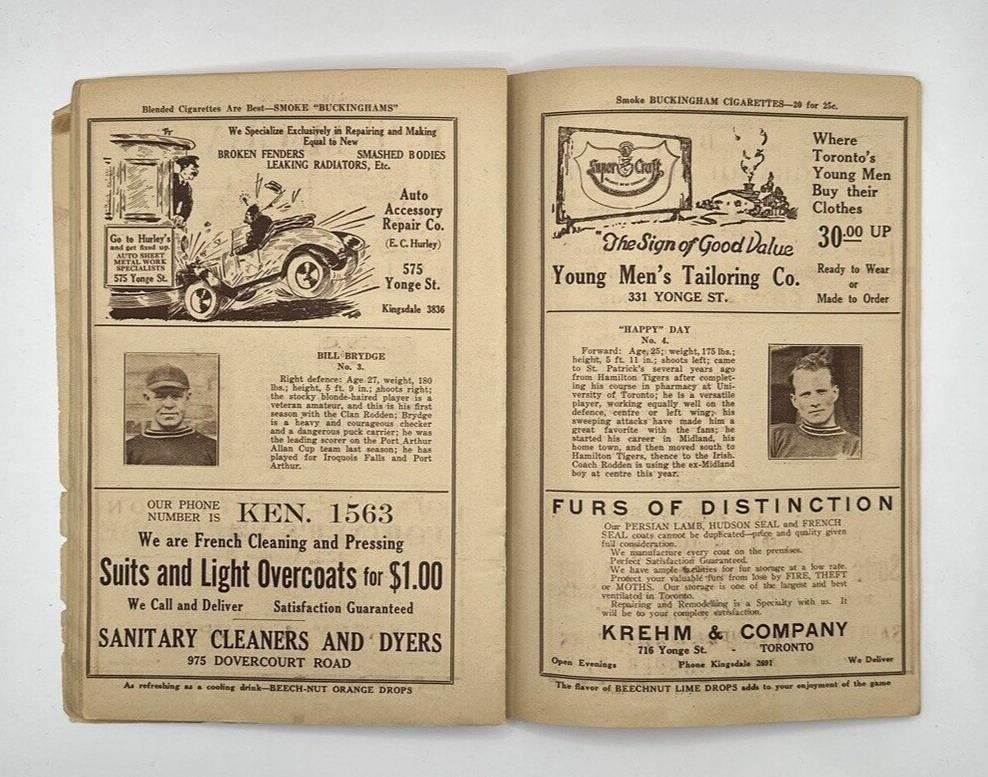 Blended Cigarettes Are Best—SMOKE "BUCKINGHAMS"
We Specialize Exclusively in Repairing and Making
Equal to New
BROKEN FENDERS SMASHED BODIES
LEAKING RADIATORS, Etc.
Auto
Accessory
Repair Co.
(E. C. Hurley)
575
Yonge St.
Kingsdale 3836
Go to Hurley's
and get fixed up.
AUTO SHEET
METAL WORK
SPECIALISTS
575 Yonge St.
BILL BRYDGE
No. 3.
Right defence: Age 27, weight, 180
lbs.; height, 5 ft. 9 in.; shoots right;
the stocky blonde-haired player is a
veteran amateur, and this is his first
season with the Clan Rodden; Brydge
is a heavy and courageous checker
and a dangerous puck carrier; he was
the leading scorer on the Port Arthur
Allan Cup team last season; he has
played for Iroquois Falls and Port
Arthur.
OUR PHONE
NUMBER IS KEN. 1563
We are French Cleaning and Pressing
Suits and Light Overcoats for $1.00
We Call and Deliver Satisfaction Guaranteed
SANITARY CLEANERS AND DYERS
975 DOVERCOURT ROAD
As refreshing as a cooling drink—BEECH-NUT ORANGE DROPS
Smoke BUCKINGHAM CIGARETTES—20 for 25c.
Super Craft
"The Sign of Good Value
Young Men's Tailoring Co.
331 YONGE ST.
Where
Toronto's
Young Men
Buy their
Clothes
30.00 UP
Ready to Wear
or
Made to Order
"HAPPY" DAY
No. 4.
Forward: Age, 25; weight, 175 lbs.;
height, 5 ft. 11 in.; shoots left; came
to St. Patrick's several years ago
from Hamilton Tigers after complet-
ing his course in pharmacy at Uni-
versity of Toronto; he is a versatile
player, working equally well on the
defence, centre or left wing; his
sweeping attacks have made him a
great favorite with the fans; he
started his career in Midland, his
home town, and then moved south to
Hamilton Tigers, thence to the Irish.
Coach Rodden is using the ex-Midland
boy at centre this year.
FURS OF DISTINCTION
Our PERSIAN LAMB, HUDSON SEAL and FRENCH
SEAL coats cannot be duplicated—price and quality given
full consideration.
We manufacture every coat on the premises.
Perfect Satisfaction Guaranteed.
We have ample facilities for fur storage at a low rate.
Protect your valuable furs from loss by FIRE, THEFT
or MOTHS. Our storage is one of the largest and best
ventilated in Toronto.
Repairing and Remodelling is a Specialty with us. It
will be to your complete satisfaction.
KREHM & COMPANY
716 Yonge St. - TORONTO
Open Evenings Phone Kingsdale 2691 We Deliver
The flavor of BEECHNUT LIME DROPS adds to your enjoyment of the game